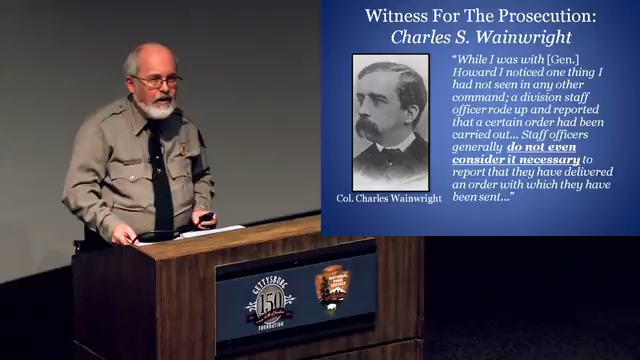 Witness For The Prosecution:
Charles S. Wainwright
"While I was with [Gen.]
Howard I noticed one thing I
had not seen in any other
command; a division staff
officer rode up and reported
that a certain order had been
carried out... Staff officers
generally do not even
consider it necessary to
report that they have delivered
an order with which they have
been sent..."
Col. Charles Wainwright
GETTYSBURG
150
FOUNDATION
NATIONAL
PARK
SERVICE